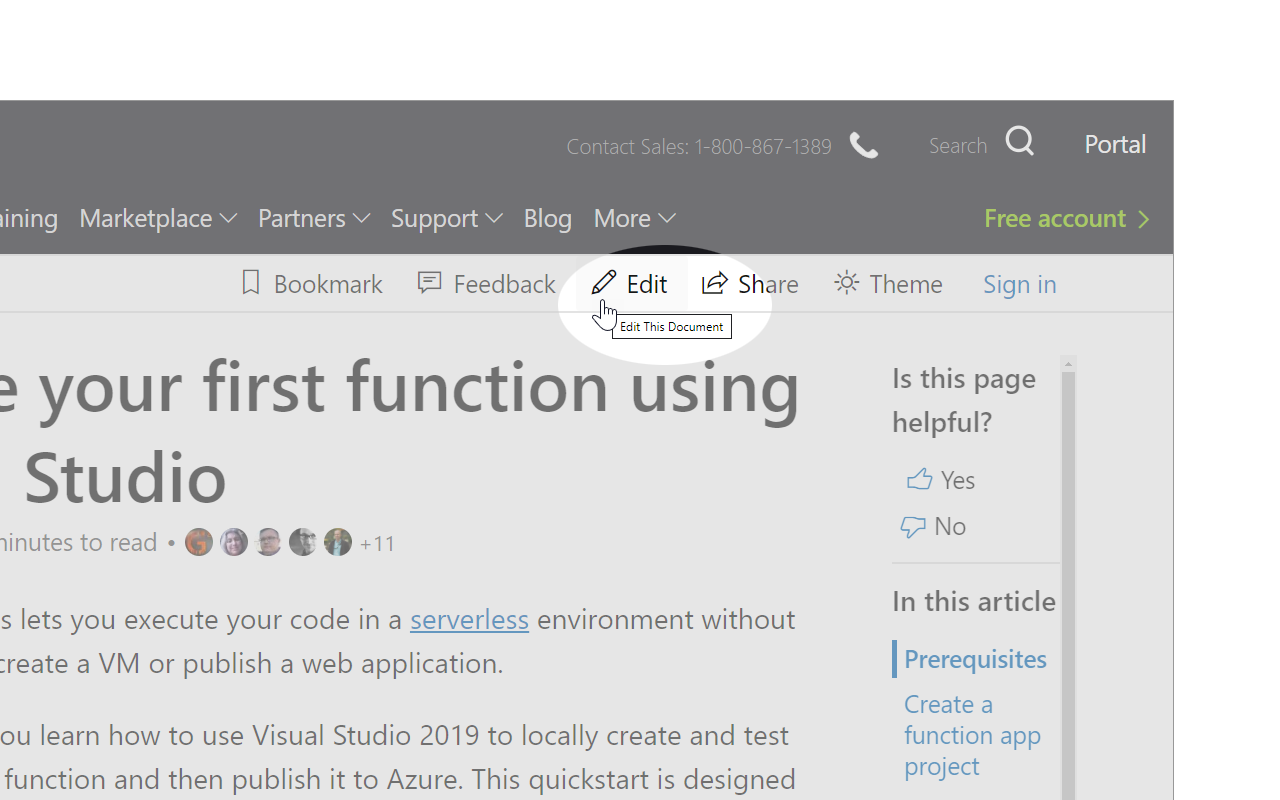 Contact Sales: 1-800-867-1389 Search Portal
Marketplace Partners Support Blog More Free account
Bookmark Feedback Edit Share Theme Sign in
Edit This Document
your first function using
Studio
Is this page
helpful?
Yes
No
minutes to read • +11
s lets you execute your code in a serverless environment without
create a VM or publish a web application.
In this article
Prerequisites
Create a
function app
project
ou learn how to use Visual Studio 2019 to locally create and test
function and then publish it to Azure. This quickstart is designed